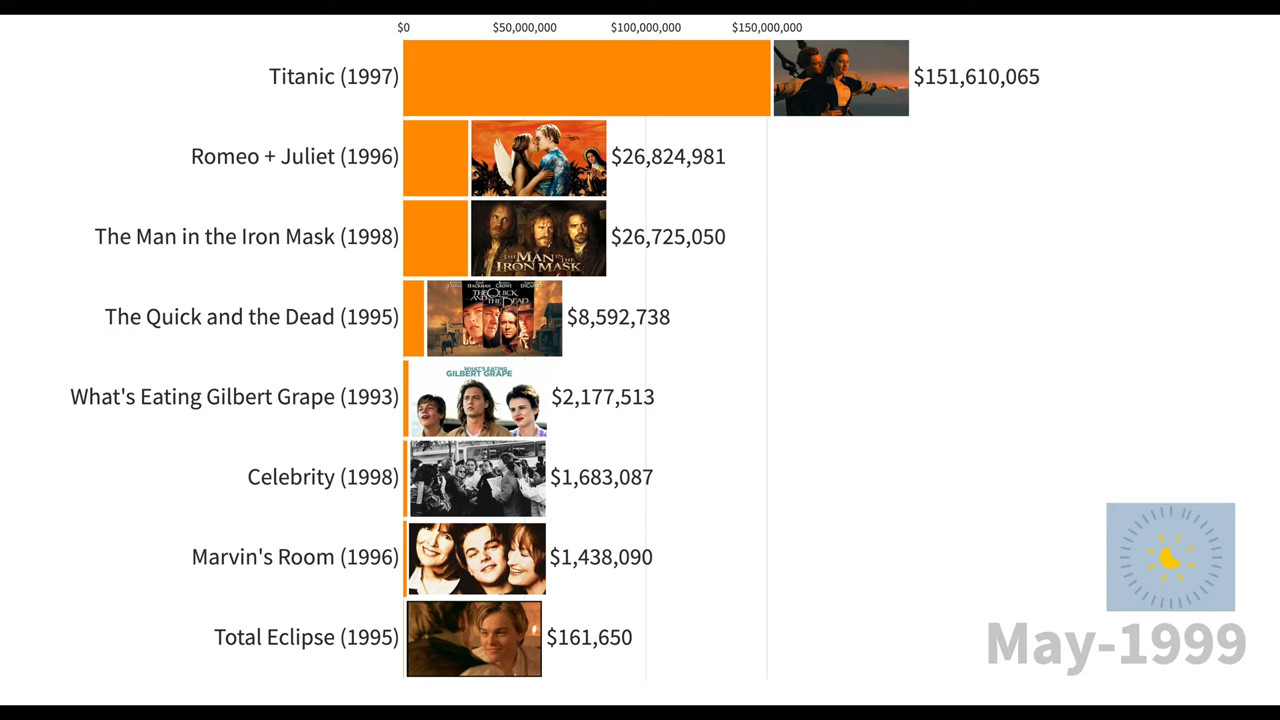 $0 $50,000,000 $100,000,000 $150,000,000
Titanic (1997) $151,610,065
Romeo + Juliet (1996) $26,824,981
The Man in the Iron Mask (1998) $26,725,050
THE MAN IN THE
IRON MASK
The Quick and the Dead (1995) $8,592,738
HACKMAN
THE QUICK
AND THE DEAD
What's Eating Gilbert Grape (1993) $2,177,513
WHAT'S EATING
GILBERT GRAPE
Celebrity (1998) $1,683,087
Marvin's Room (1996) $1,438,090
Total Eclipse (1995) $161,650
May-1999